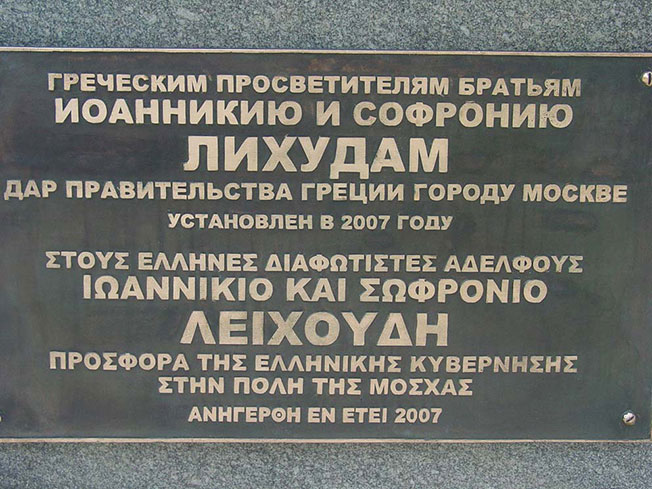 ГРЕЧЕСКИМ ПРОСВЕТИТЕЛЯМ БРАТЬЯМ
ИОАННИКИЮ И СОФРОНИЮ
ЛИХУДАМ
ДАР ПРАВИТЕЛЬСТВА ГРЕЦИИ ГОРОДУ МОСКВЕ
УСТАНОВЛЕН В 2007 ГОДУ
ΣΤΟΥΣ ΕΛΛΗΝΕΣ ΔΙΑΦΩΤΙΣΤΕΣ ΑΔΕΛΦΟΥΣ
ΙΩΑΝΝΙΚΙΟ ΚΑΙ ΣΩΦΡΟΝΙΟ
ΛΕΙΧΟΥΔΗ
ΠΡΟΣΦΟΡΑ ΤΗΣ ΕΛΛΗΝΙΚΗΣ ΚΥΒΕΡΝΗΣΗΣ
ΣΤΗΝ ΠΟΛΗ ΤΗΣ ΜΟΣΧΑΣ
ΑΝΗΓΕΡΘΗ ΕΝ ΕΤΕΙ 2007